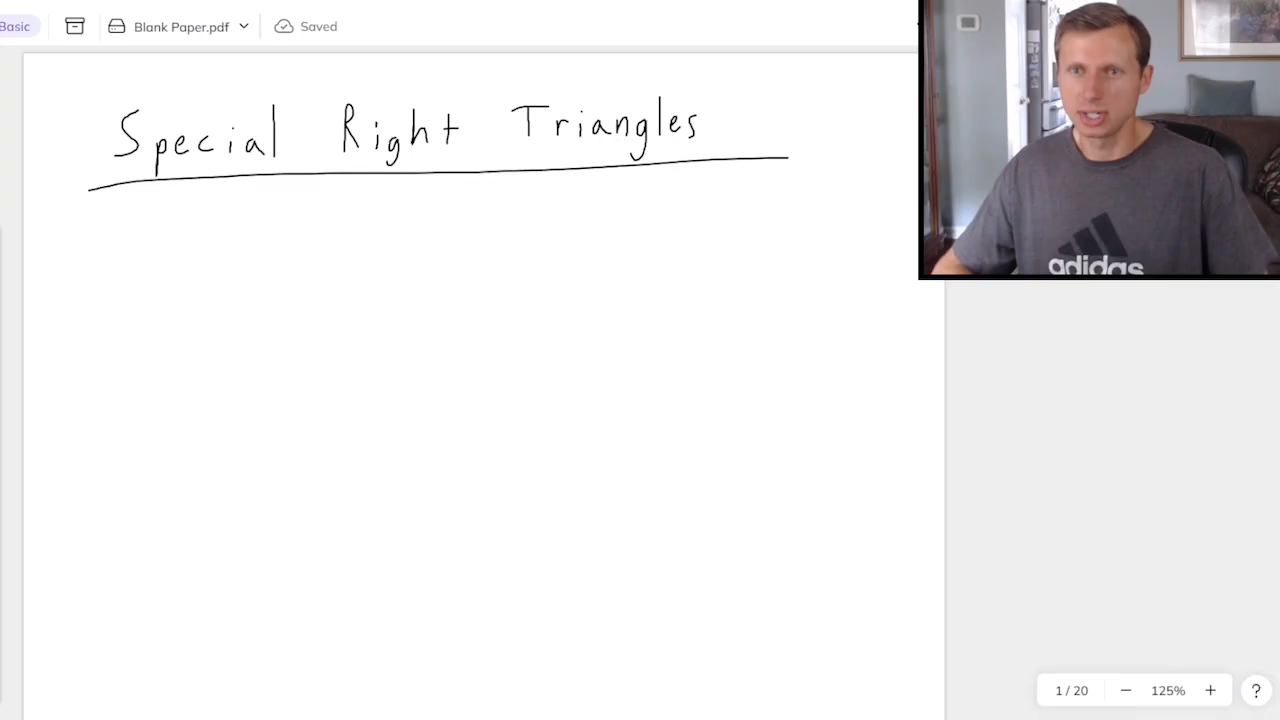 Basic Blank Paper.pdf Saved
Special Right Triangles
adidas
1 / 20 − 125% + ?